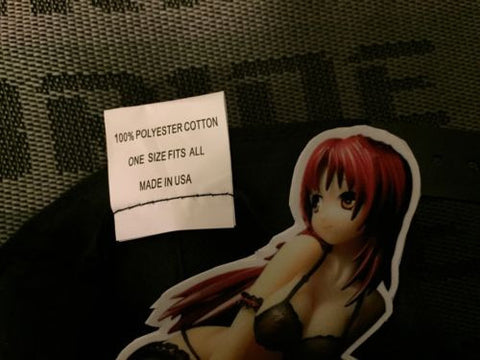 100% POLYESTER COTTON
ONE SIZE FITS ALL
MADE IN USA